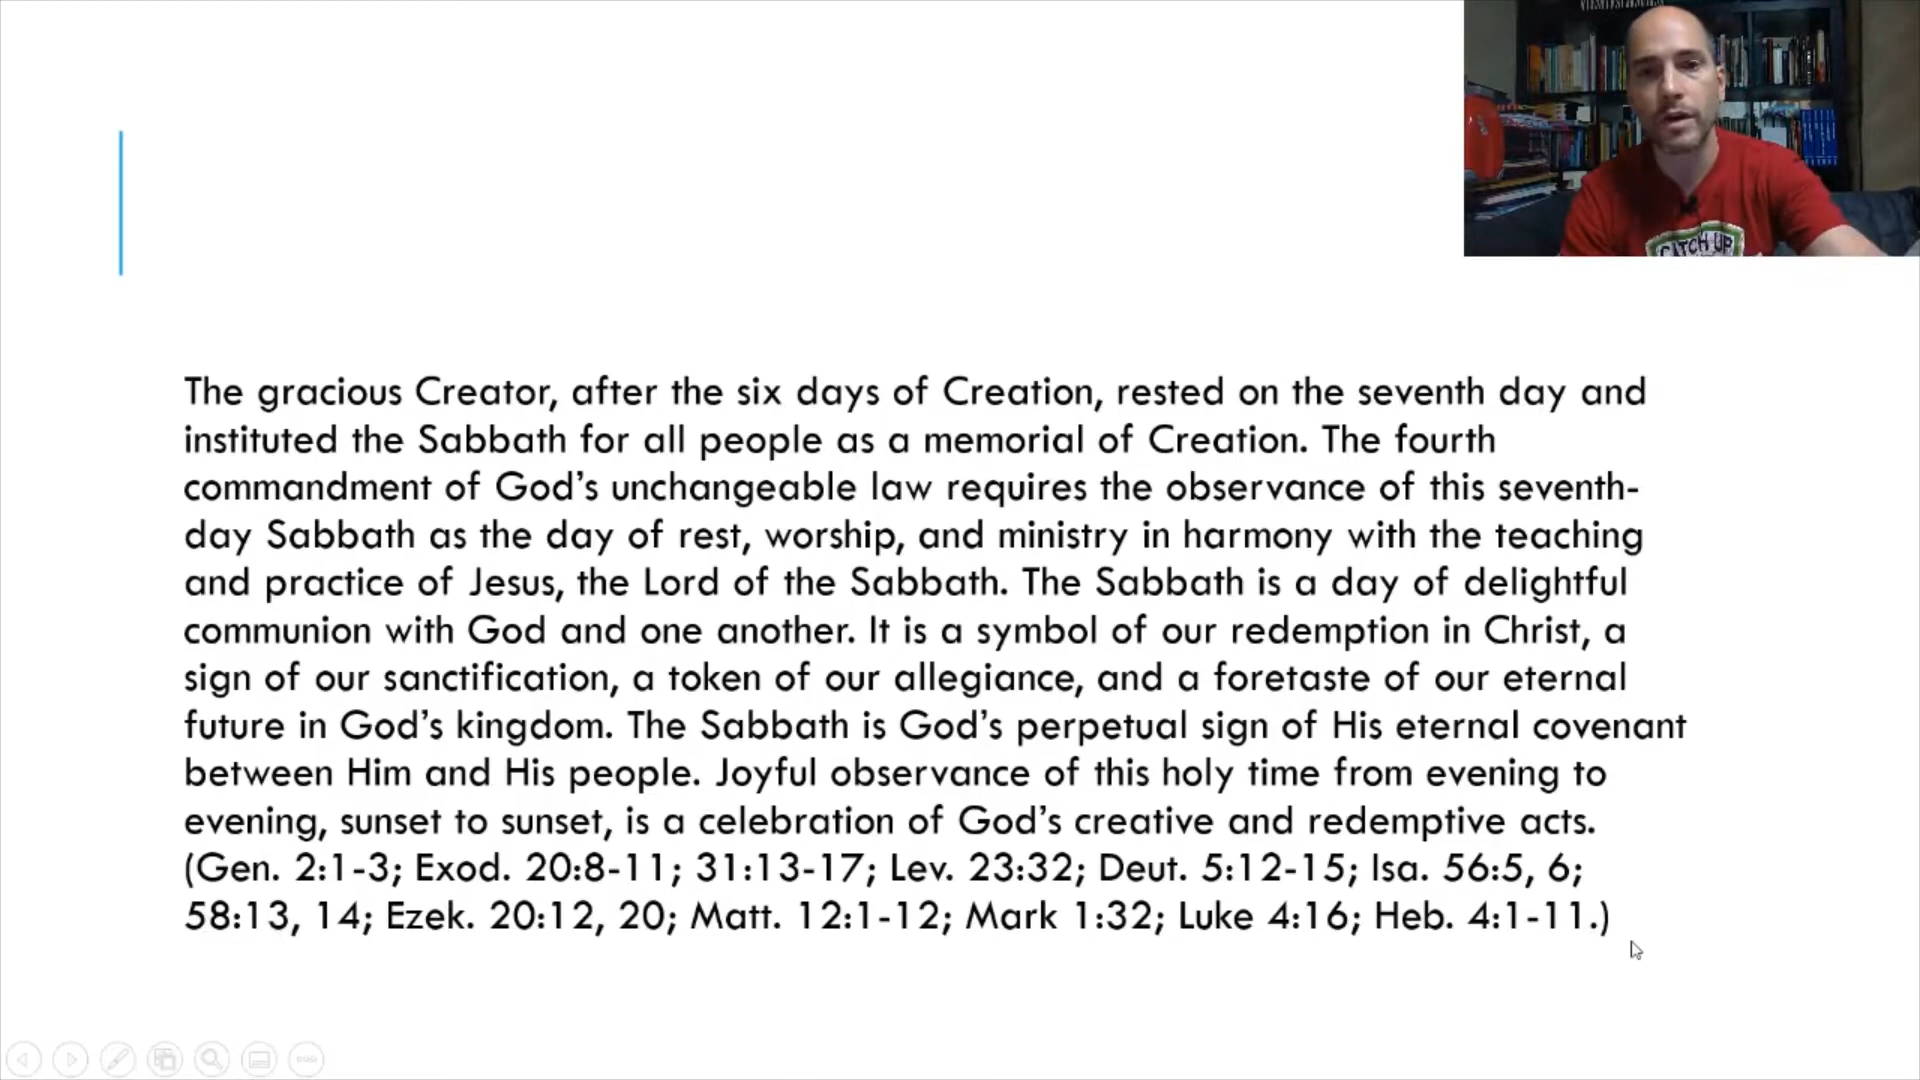 CATCH UP
The gracious Creator, after the six days of Creation, rested on the seventh day and
instituted the Sabbath for all people as a memorial of Creation. The fourth
commandment of God’s unchangeable law requires the observance of this seventh-
day Sabbath as the day of rest, worship, and ministry in harmony with the teaching
and practice of Jesus, the Lord of the Sabbath. The Sabbath is a day of delightful
communion with God and one another. It is a symbol of our redemption in Christ, a
sign of our sanctification, a token of our allegiance, and a foretaste of our eternal
future in God’s kingdom. The Sabbath is God’s perpetual sign of His eternal covenant
between Him and His people. Joyful observance of this holy time from evening to
evening, sunset to sunset, is a celebration of God’s creative and redemptive acts.
(Gen. 2:1-3; Exod. 20:8-11; 31:13-17; Lev. 23:32; Deut. 5:12-15; Isa. 56:5, 6;
58:13, 14; Ezek. 20:12, 20; Matt. 12:1-12; Mark 1:32; Luke 4:16; Heb. 4:1-11.)